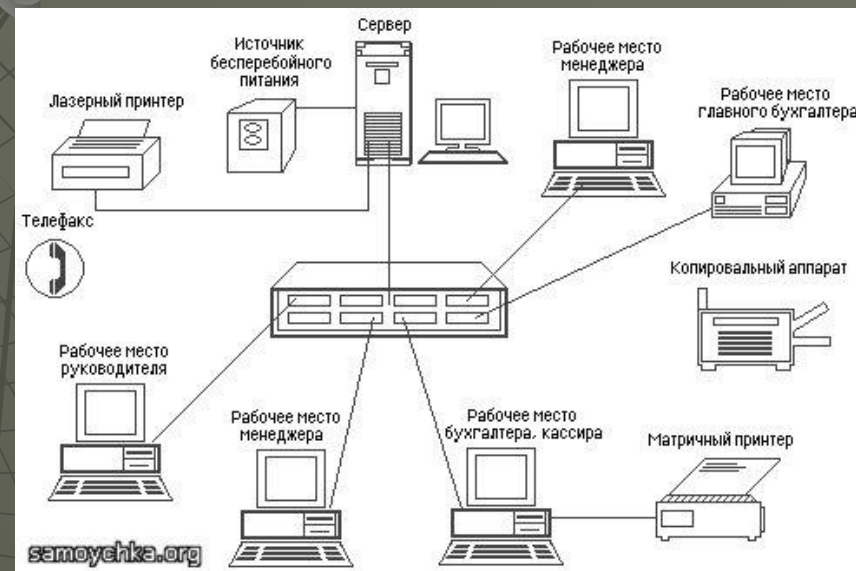 Сервер
Источник
бесперебойного
питания
Рабочее место
менеджера
Лазерный принтер
Рабочее место
главного бухгалтера
Телефакс
Копировальный аппарат
Рабочее место
руководителя
Рабочее место
менеджера
Рабочее место
бухгалтера, кассира
Матричный принтер
samoychka.org